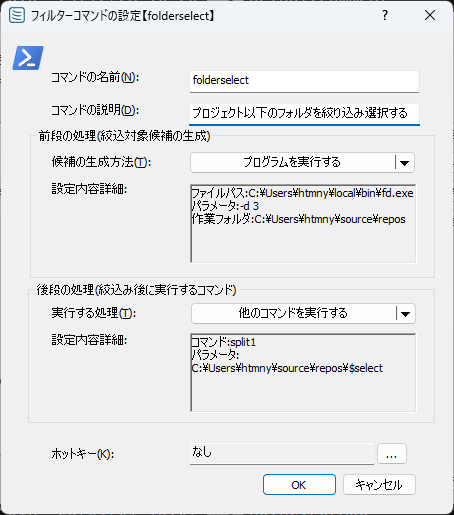 フィルターコマンドの設定【folderselect】
コマンドの名前(N):
folderselect
コマンドの説明(D):
プロジェクト以下のフォルダを絞り込み選択する
前段の処理(絞込対象候補の生成)
候補の生成方法(T):
プログラムを実行する
設定内容詳細:
ファイルパス:C:¥Users¥htmny¥local¥bin¥fd.exe
パラメータ:-d 3
作業フォルダ:C:¥Users¥htmny¥source¥repos
後段の処理(絞込み後に実行するコマンド)
実行する処理(T):
他のコマンドを実行する
設定内容詳細:
コマンド:split1
パラメータ:
C:¥Users¥htmny¥source¥repos¥$select
ホットキー(K):
なし
...
OK
キャンセル